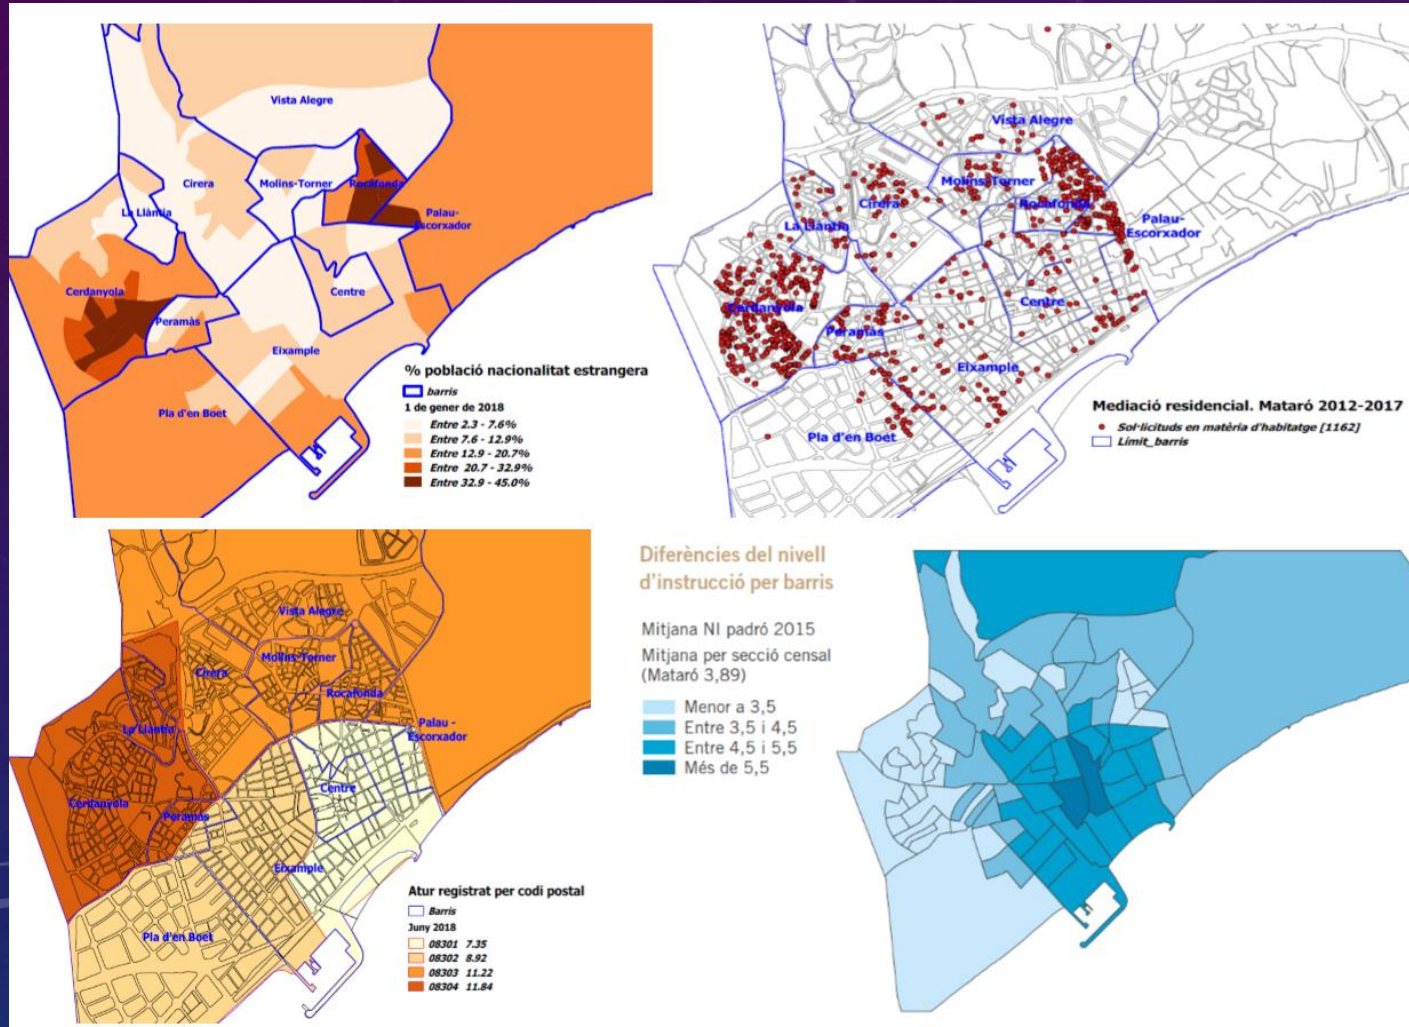 Vista Alegre
Cirera
Molins-Torner
Rocafonda
La Llàntia
Palau-
Escorxador
Cerdanyola
Centre
Peramàs
Eixample
Pla d'en Boet
% població nacionalitat estrangera
barris
1 de gener de 2018
Entre 2.3 - 7.6%
Entre 7.6 - 12.9%
Entre 12.9 - 20.7%
Entre 20.7 - 32.9%
Entre 32.9 - 45.0%
Vista Alegre
Molins-Torner
Cirera
Rocafonda
La Llàntia
Palau-
Escorxador
Cerdanyola
Centre
Peramàs
Eixample
Pla d'en Boet
Mediació residencial. Mataró 2012-2017
Sol·licituds en matèria d'habitatge [1162]
Límit_barris
Vista Alegre
Molins-Torner
Cirera
Rocafonda
La Llàntia
Palau -
Escorxador
Centre
Cerdanyola
Peramàs
Eixample
Pla d'en Boet
Atur registrat per codi postal
Barris
Juny 2018
08301 7.35
08302 8.92
08303 11.22
08304 11.84
Diferències del nivell
d'instrucció per barris
Mitjana NI padró 2015
Mitjana per secció censal
(Mataró 3,89)
Menor a 3,5
Entre 3,5 i 4,5
Entre 4,5 i 5,5
Més de 5,5